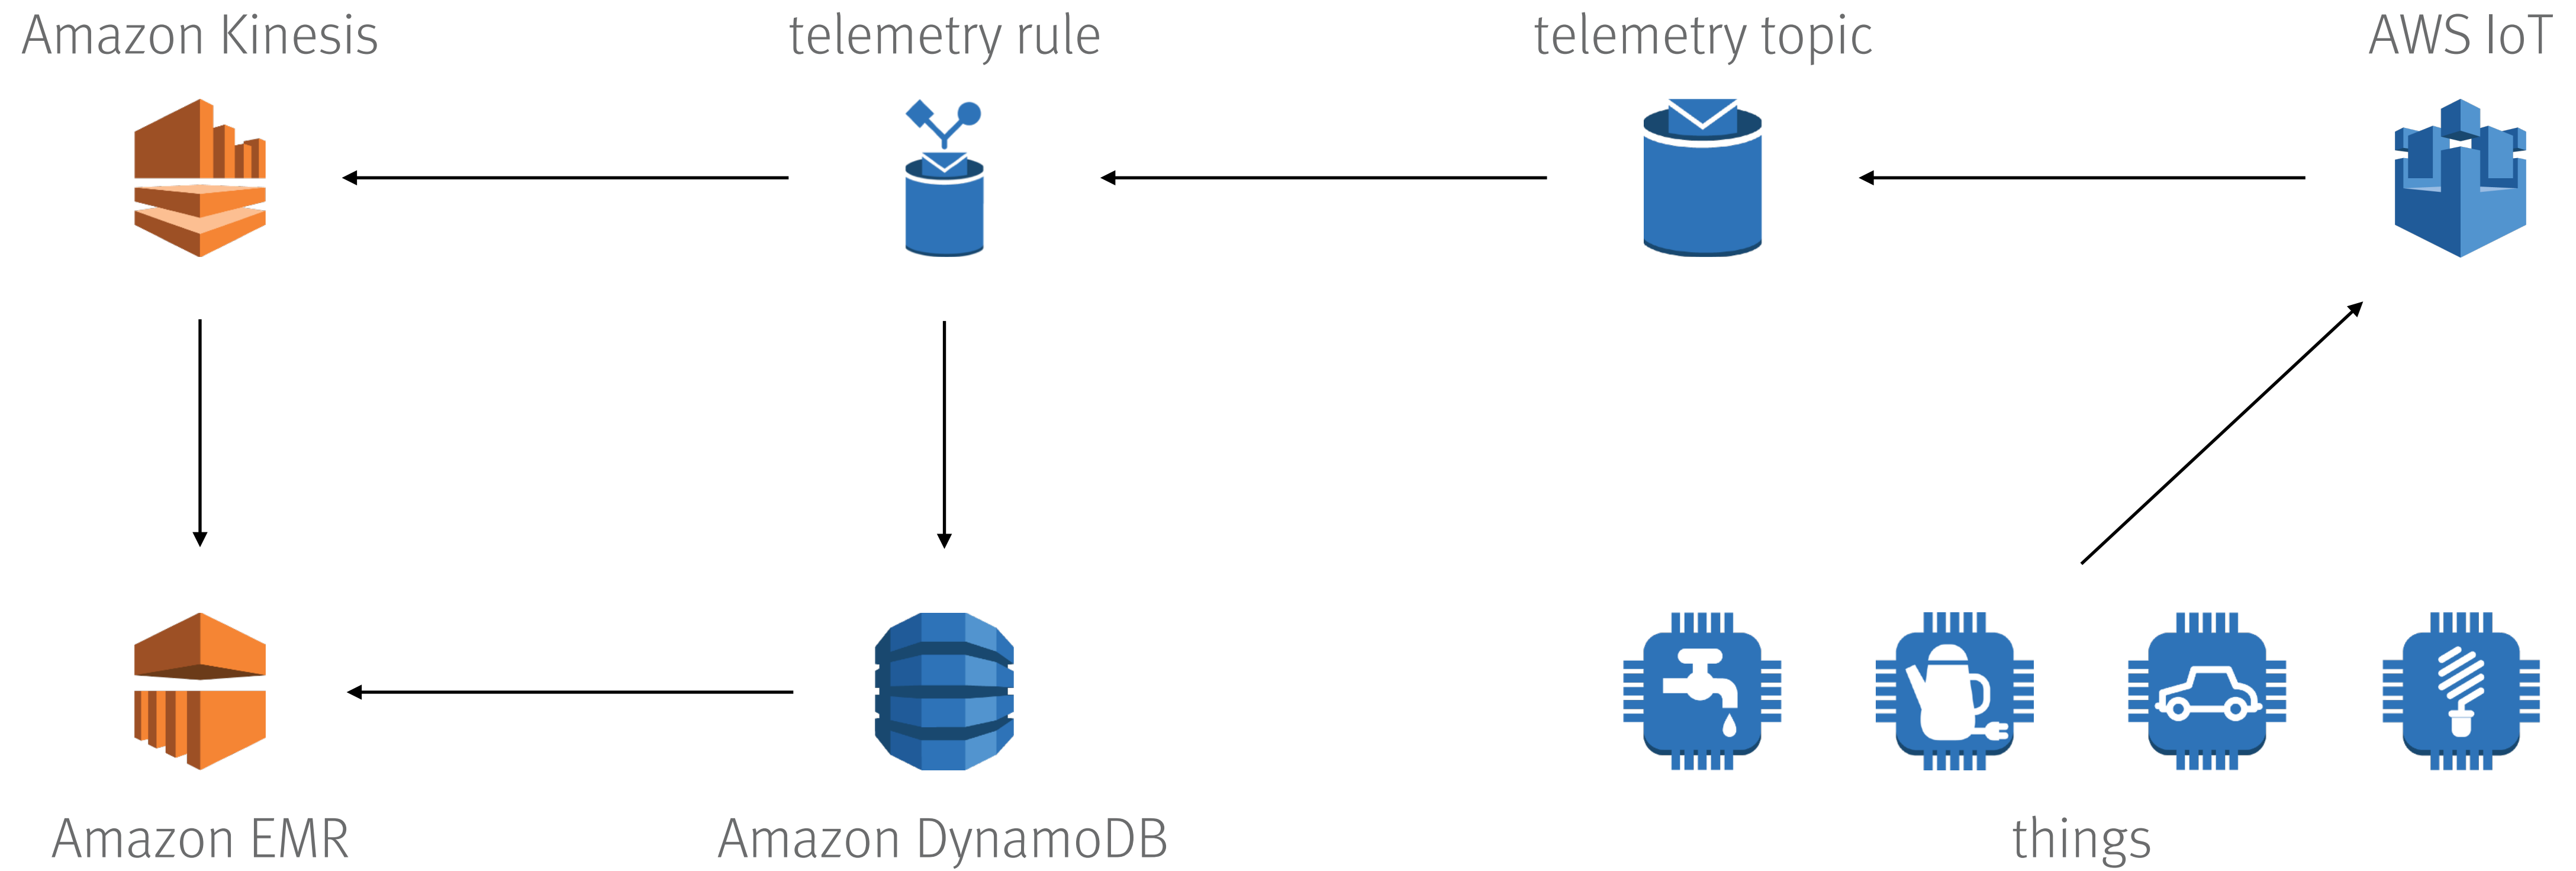 Amazon Kinesis
telemetry rule
telemetry topic
AWS IoT
Amazon EMR
Amazon DynamoDB
things